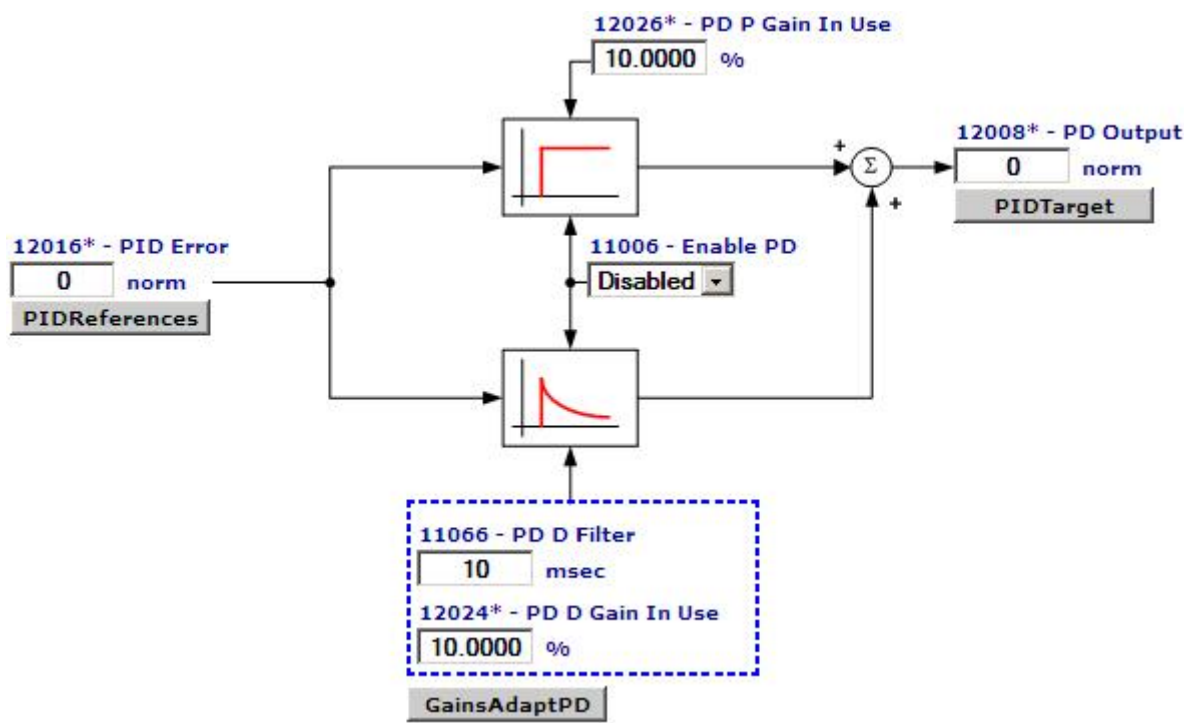 12026* - PD P Gain In Use
10.0000 %
12008* - PD Output
+
Σ
0 norm
+
PIDTarget
12016* - PID Error
11006 - Enable PD
0 norm
Disabled
PIDReferences
11066 - PD D Filter
10 msec
12024* - PD D Gain In Use
10.0000 %
GainsAdaptPD